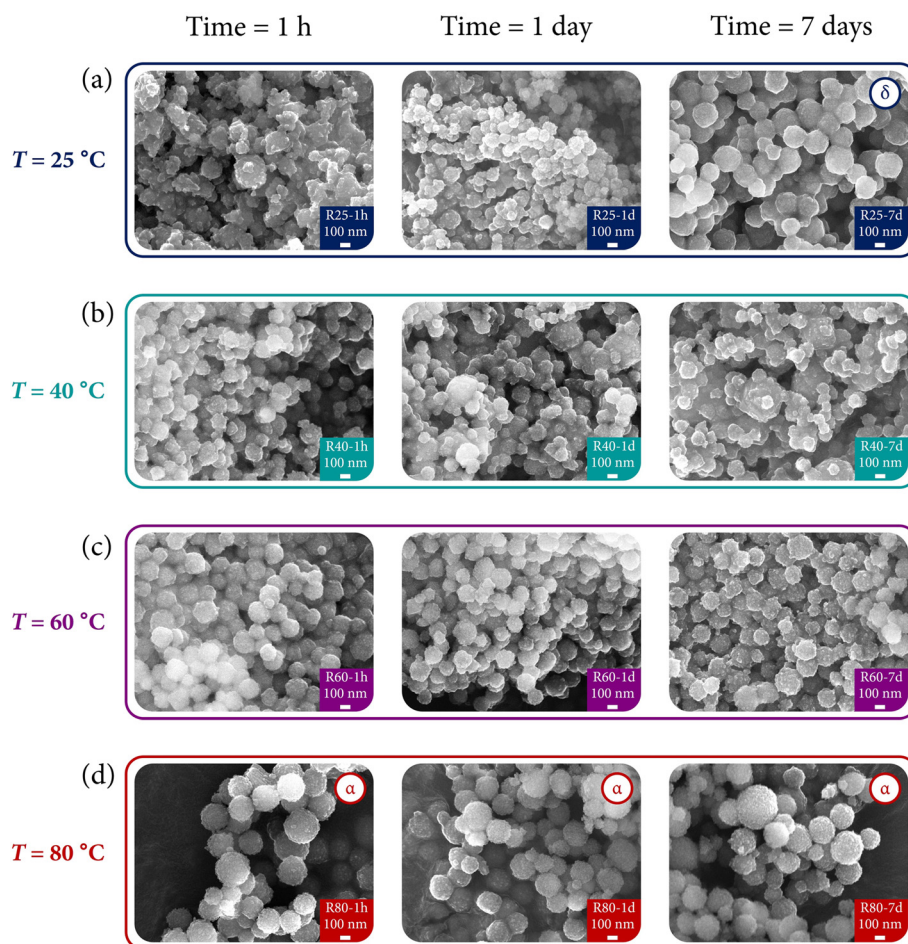 Time = 1 h
Time = 1 day
Time = 7 days
(a)
T = 25 °C
δ
R25-1h
100 nm
R25-1d
100 nm
R25-7d
100 nm
(b)
T = 40 °C
R40-1h
100 nm
R40-1d
100 nm
R40-7d
100 nm
(c)
T = 60 °C
R60-1h
100 nm
R60-1d
100 nm
R60-7d
100 nm
(d)
T = 80 °C
α
α
α
R80-1h
100 nm
R80-1d
100 nm
R80-7d
100 nm